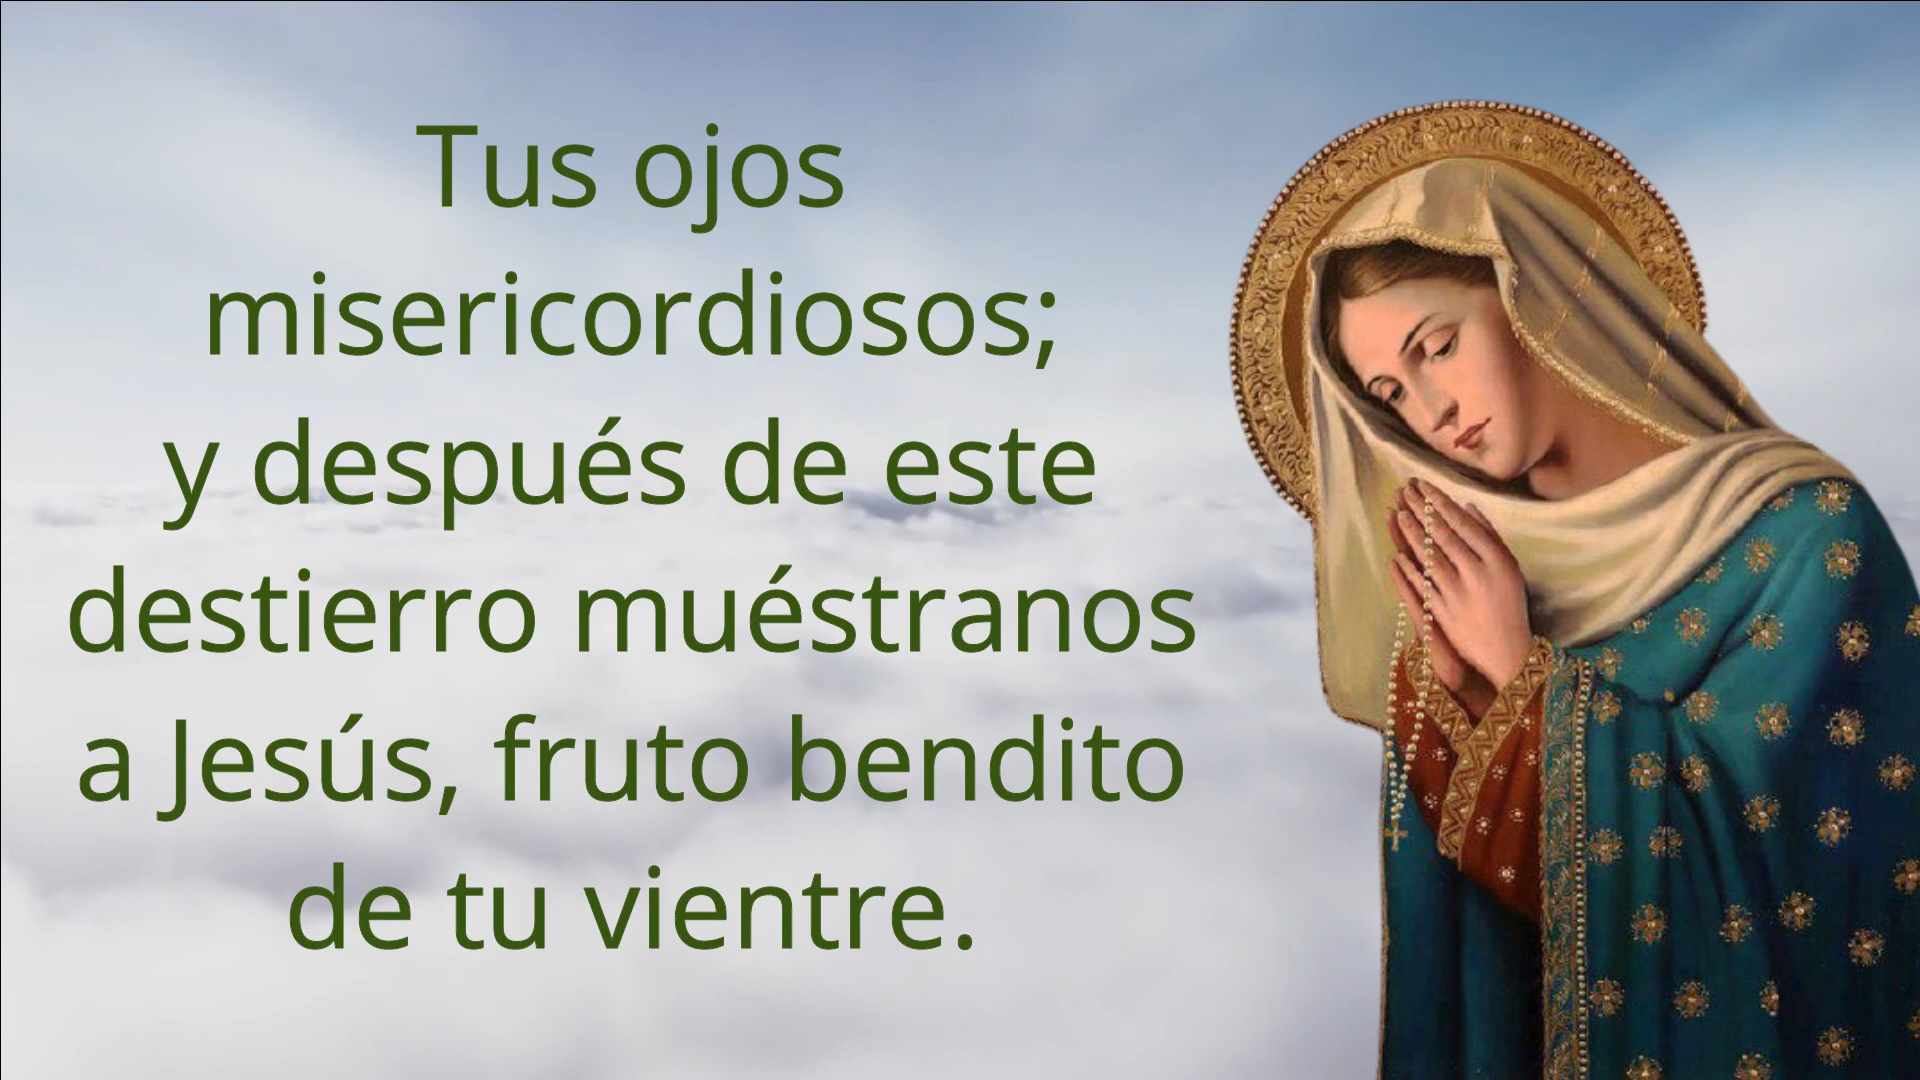 Tus ojos
misericordiosos;
y después de este
destierro muéstranos
a Jesús, fruto bendito
de tu vientre.